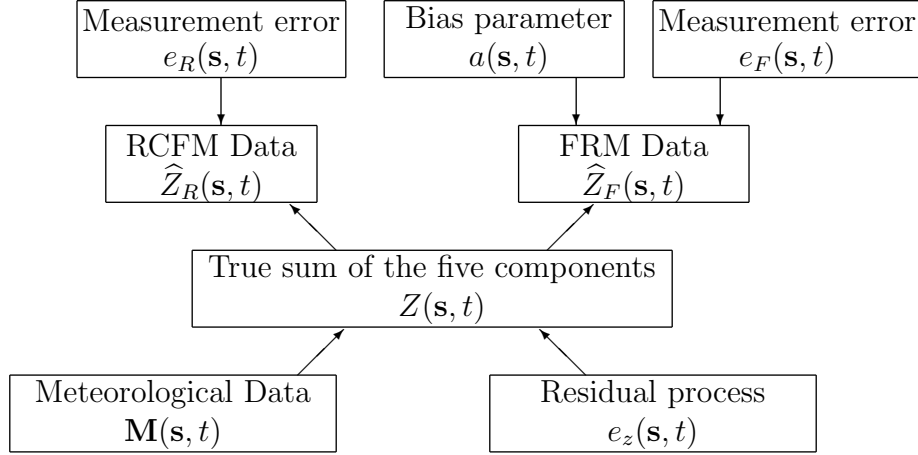 Measurement error
e_R(𝐬, t)
Bias parameter
a(𝐬, t)
Measurement error
e_F(𝐬, t)
RCFM Data
Ẑ_R(𝐬, t)
FRM Data
Ẑ_F(𝐬, t)
True sum of the five components
Z(𝐬, t)
Meteorological Data
𝐌(𝐬, t)
Residual process
e_z(𝐬, t)